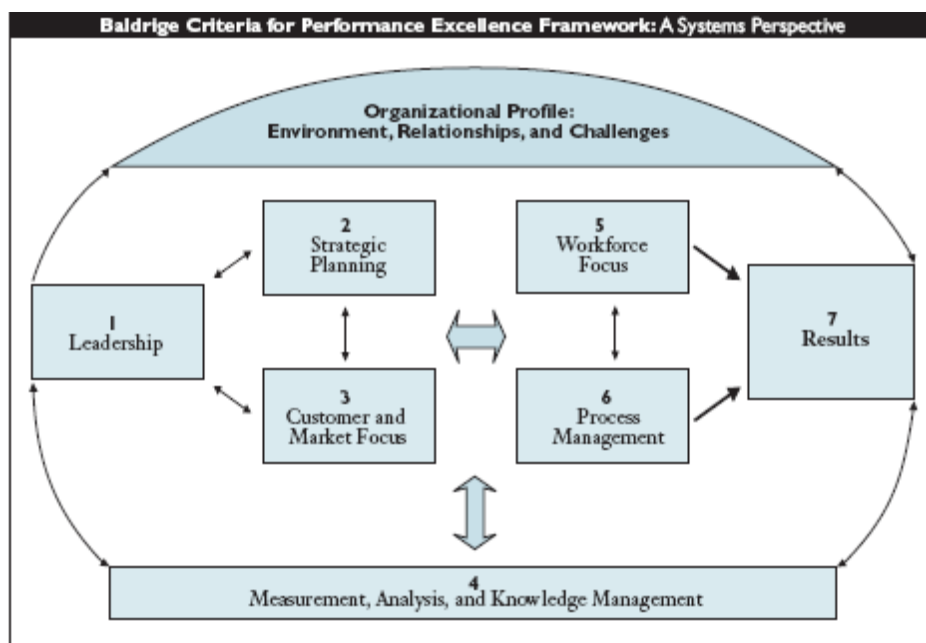 Baldrige Criteria for Performance Excellence Framework: A Systems Perspective
Organizational Profile:
Environment, Relationships, and Challenges
2
Strategic
Planning
5
Workforce
Focus
1
Leadership
7
Results
3
Customer and
Market Focus
6
Process
Management
4
Measurement, Analysis, and Knowledge Management